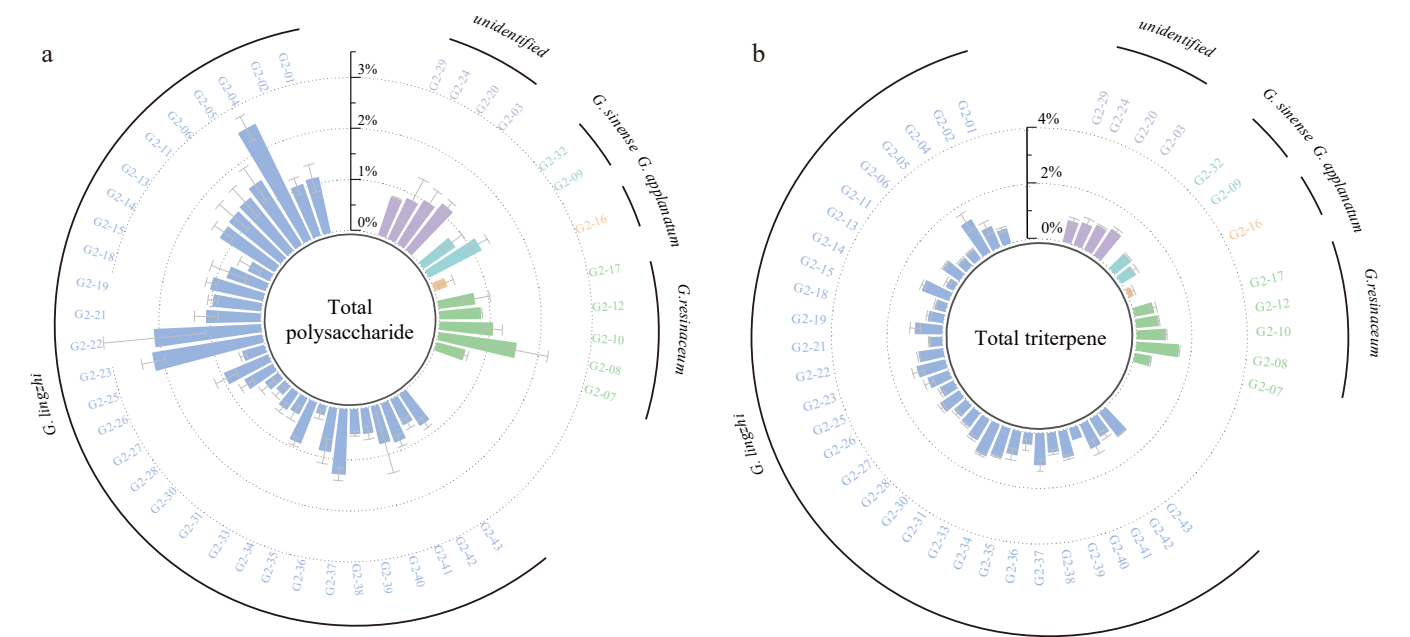 a
unidentified
G. sinense
G. applanatum
G.resinaceum
G. lingzhi
3%
2%
1%
0%
Total
polysaccharide
G2-29
G2-24
G2-20
G2-03
G2-32
G2-09
G2-16
G2-17
G2-12
G2-10
G2-08
G2-07
G2-43
G2-42
G2-41
G2-40
G2-39
G2-38
G2-37
G2-36
G2-35
G2-34
G2-33
G2-31
G2-30
G2-28
G2-27
G2-26
G2-25
G2-23
G2-22
G2-21
G2-19
G2-18
G2-15
G2-14
G2-13
G2-11
G2-06
G2-05
G2-04
G2-02
G2-01
b
unidentified
G. sinense
G. applanatum
G.resinaceum
G. lingzhi
4%
2%
0%
Total triterpene
G2-29
G2-24
G2-20
G2-03
G2-32
G2-09
G2-16
G2-17
G2-12
G2-10
G2-08
G2-07
G2-43
G2-42
G2-41
G2-40
G2-39
G2-38
G2-37
G2-36
G2-35
G2-34
G2-33
G2-31
G2-30
G2-28
G2-27
G2-26
G2-25
G2-23
G2-22
G2-21
G2-19
G2-18
G2-15
G2-14
G2-13
G2-11
G2-06
G2-05
G2-04
G2-02
G2-01